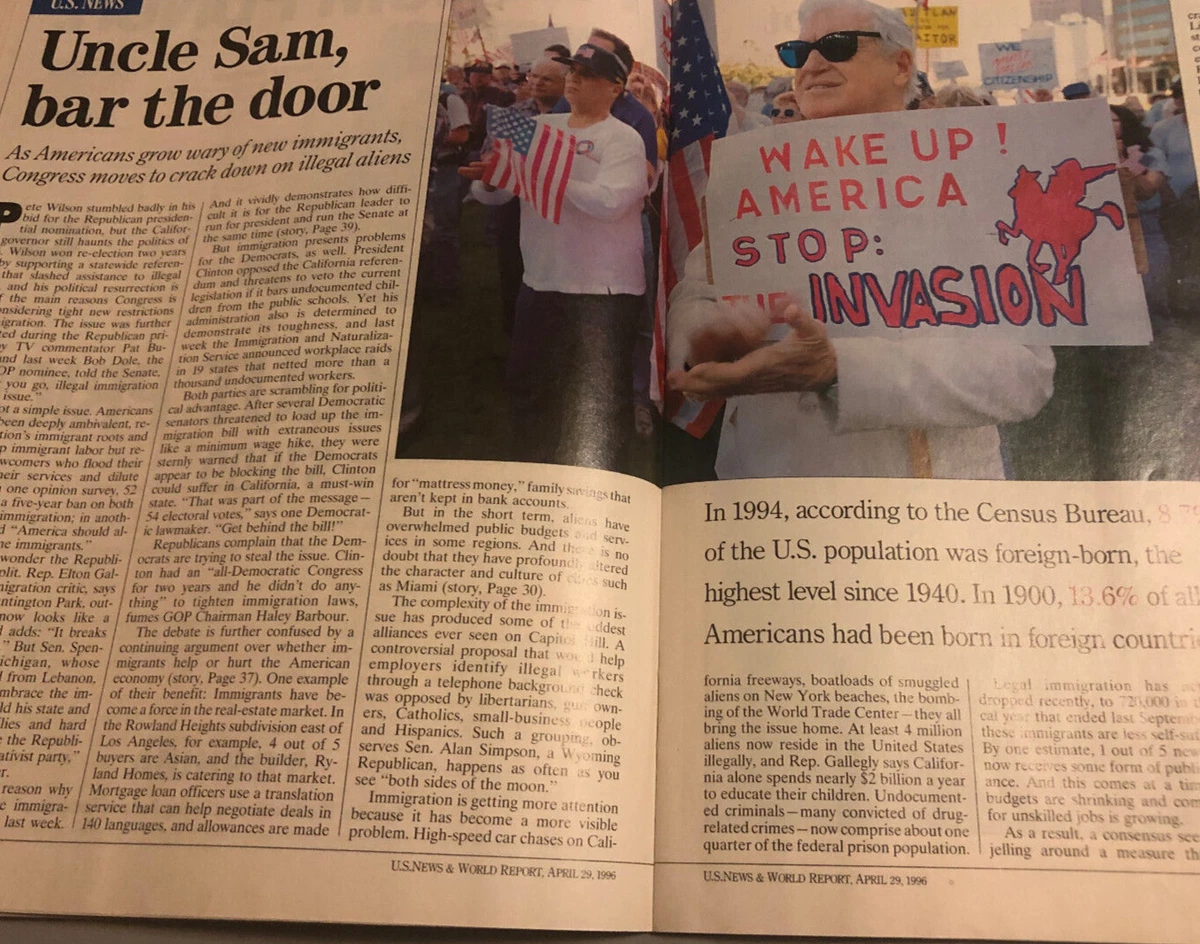 U.S. NEWS
Uncle Sam,
bar the door
As Americans grow wary of new immigrants,
Congress moves to crack down on illegal aliens
Pete Wilson stumbled badly in his
bid for the Republican presiden-
tial nomination, but the Califor-
governor still haunts the politics of
Wilson won re-election two years
by supporting a statewide referen-
that slashed assistance to illegal
and his political resurrection is
the main reasons Congress is
nsidering tight new restrictions
igration. The issue was further
ted during the Republican pri-
y TV commentator Pat Bu-
nd last week Bob Dole, the
OP nominee, told the Senate,
you go, illegal immigration
issue."
ot a simple issue. Americans
been deeply ambivalent, re-
tion's immigrant roots and
p immigrant labor but re-
wcomers who flood their
heir services and dilute
one opinion survey, 52
a five-year ban on both
immigration; in anoth-
d "America should al-
me immigrants."
wonder the Republi-
plit. Rep. Elton Gal-
migration critic, says
ntington Park, out-
now looks like a
adds: "It breaks
" But Sen. Spen-
ichigan, whose
from Lebanon,
mbrace the im-
ld his state and
lies and hard
the Republi-
ativist party,"
r.
reason why
e immigra-
last week.
And it vividly demonstrates how diffi-
cult it is for the Republican leader to
run for president and run the Senate at
the same time (story, Page 39).
But immigration presents problems
for the Democrats, as well. President
Clinton opposed the California referen-
dum and threatens to veto the current
legislation if it bars undocumented chil-
dren from the public schools. Yet his
administration also is determined to
demonstrate its toughness, and last
week the Immigration and Naturaliza-
tion Service announced workplace raids
in 19 states that netted more than a
thousand undocumented workers.
Both parties are scrambling for politi-
cal advantage. After several Democratic
senators threatened to load up the im-
migration bill with extraneous issues
like a minimum wage hike, they were
sternly warned that if the Democrats
appear to be blocking the bill, Clinton
could suffer in California, a must-win
state. "That was part of the message—
54 electoral votes," says one Democrat-
ic lawmaker. "Get behind the bill!"
Republicans complain that the Dem-
ocrats are trying to steal the issue. Clin-
ton had an "all-Democratic Congress
for two years and he didn't do any-
thing" to tighten immigration laws,
fumes GOP Chairman Haley Barbour.
The debate is further confused by a
continuing argument over whether im-
migrants help or hurt the American
economy (story, Page 37). One example
of their benefit: Immigrants have be-
come a force in the real-estate market. In
the Rowland Heights subdivision east of
Los Angeles, for example, 4 out of 5
buyers are Asian, and the builder, Ry-
land Homes, is catering to that market.
Mortgage loan officers use a translation
service that can help negotiate deals in
140 languages, and allowances are made
for "mattress money," family savings that
aren't kept in bank accounts.
But in the short term, aliens have
overwhelmed public budgets and serv-
ices in some regions. And there is no
doubt that they have profoundly altered
the character and culture of cities such
as Miami (story, Page 30).
The complexity of the immigration is-
sue has produced some of the oddest
alliances ever seen on Capitol Hill. A
controversial proposal that would help
employers identify illegal workers
through a telephone background check
was opposed by libertarians, gun own-
ers, Catholics, small-business people
and Hispanics. Such a grouping, ob-
serves Sen. Alan Simpson, a Wyoming
Republican, happens as often as you
see "both sides of the moon."
Immigration is getting more attention
because it has become a more visible
problem. High-speed car chases on Cali-
U.S.NEWS & WORLD REPORT, APRIL 29, 1996
WE
CITIZENSHIP
WAKE UP!
AMERICA
STOP:
THE INVASION
In 1994, according to the Census Bureau,
of the U.S. population was foreign-born, the
highest level since 1940. In 1900, 13.6% of all
Americans had been born in foreign countri
fornia freeways, boatloads of smuggled
aliens on New York beaches, the bomb-
ing of the World Trade Center—they all
bring the issue home. At least 4 million
aliens now reside in the United States
illegally, and Rep. Gallegly says Califor-
nia alone spends nearly $2 billion a year
to educate their children. Undocument-
ed criminals—many convicted of drug-
related crimes—now comprise about one
quarter of the federal prison population.
Legal immigration has
dropped recently, to 720,000 in
cal year that ended last Septem
these immigrants are less self-su
By one estimate, 1 out of 5 new
now receives some form of publi
ance. And this comes at a tim
budgets are shrinking and com
for unskilled jobs is growing.
As a result, a consensus see
jelling around a measure th
U.S.NEWS & WORLD REPORT, APRIL 29, 1996